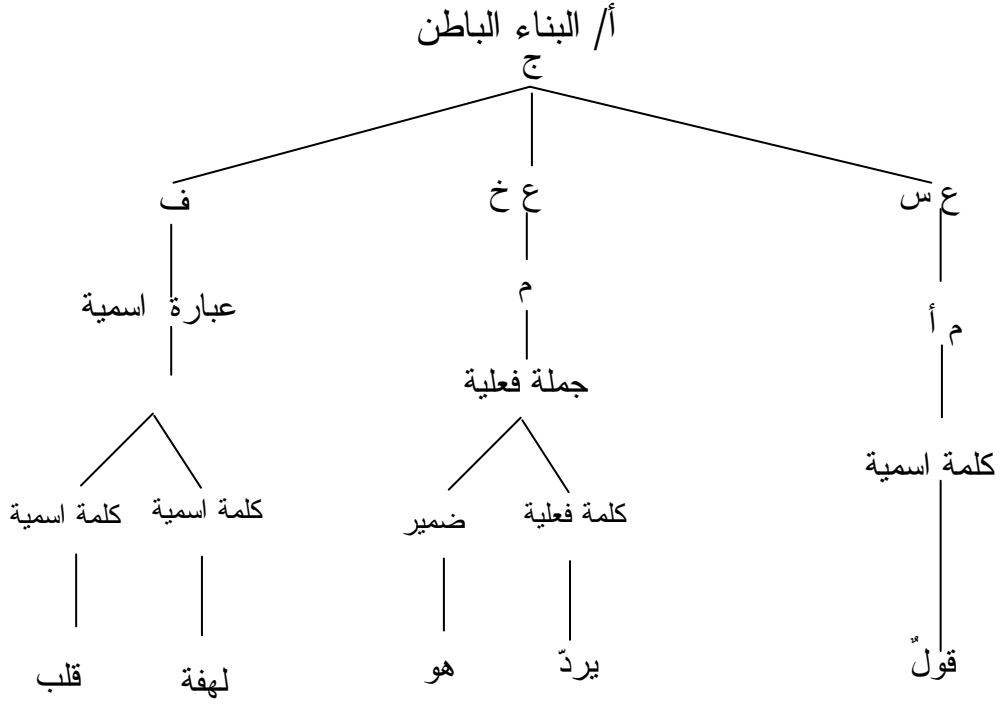 أ/ البناء الباطن
ج
ع س
ع خ
ف
م أ
م
عبارة اسمية
كلمة اسمية
جملة فعلية
كلمة فعلية
ضمير
كلمة اسمية
كلمة اسمية
قولٌ
يردّ
هو
لهفة
قلب